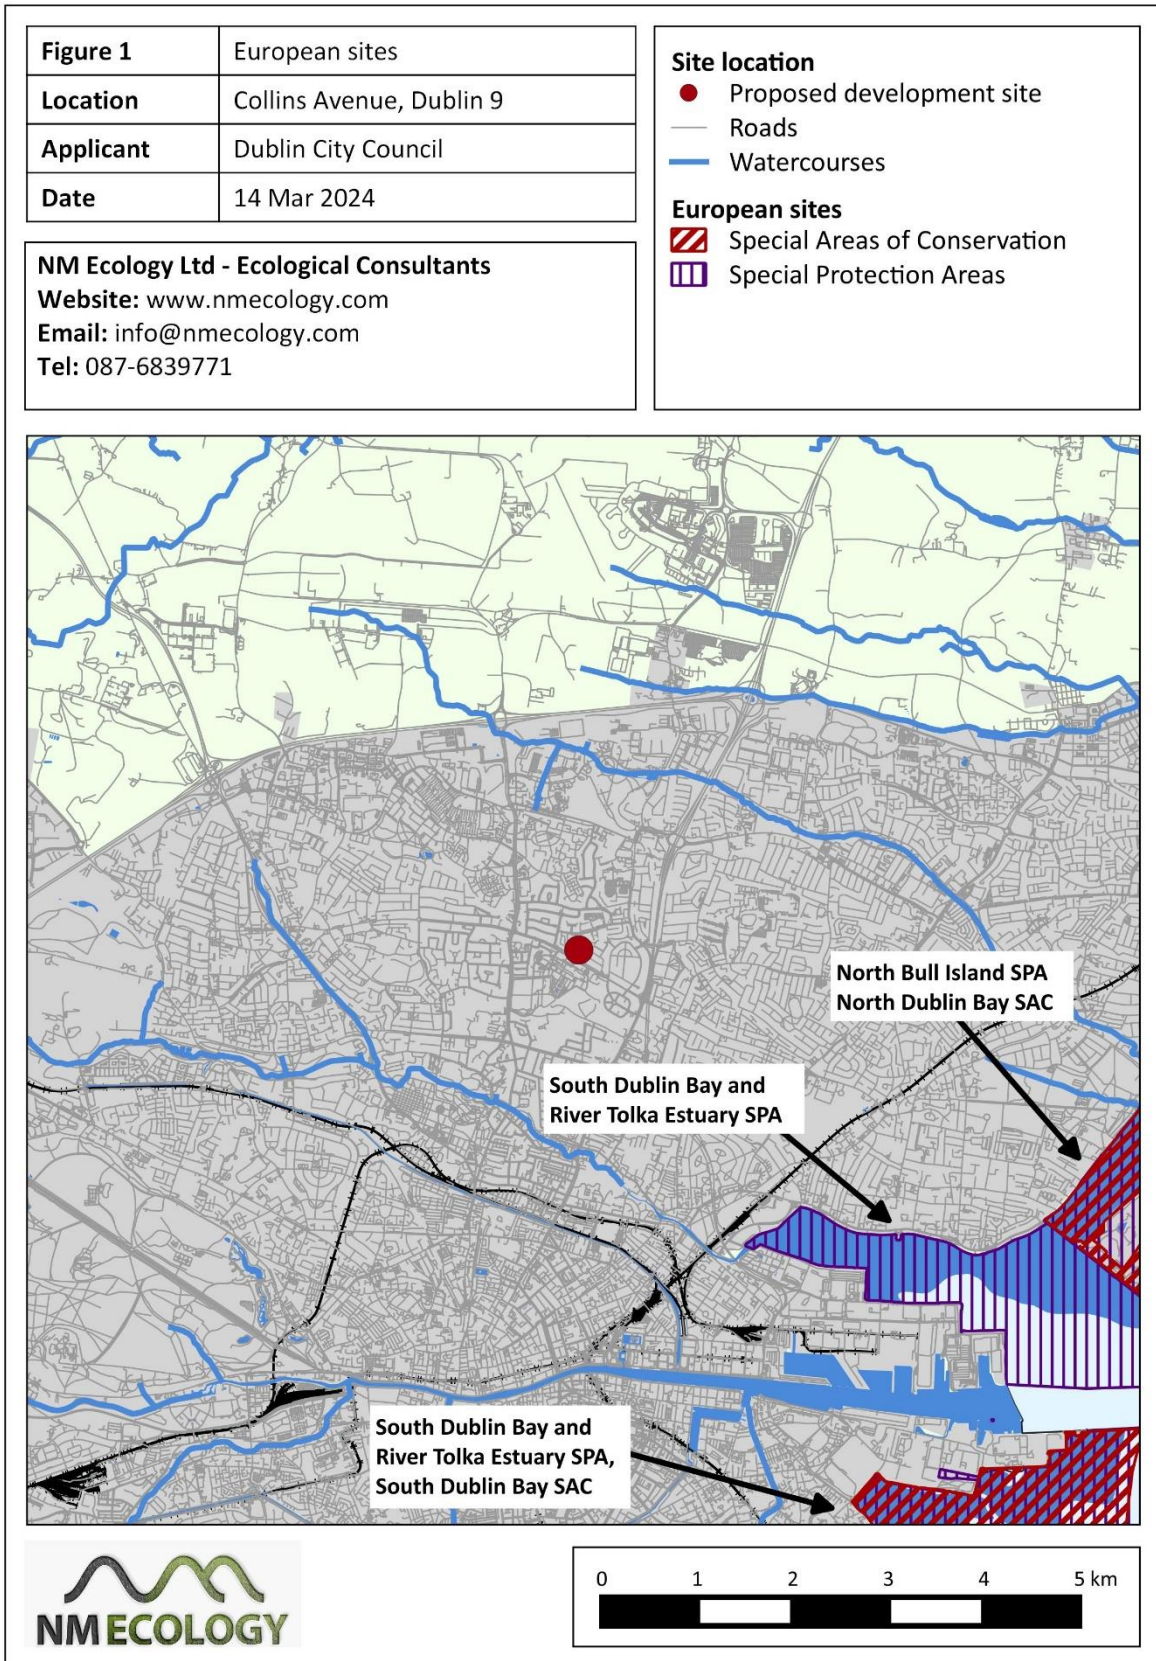 Figure 1 European sites
Location Collins Avenue, Dublin 9
Applicant Dublin City Council
Date 14 Mar 2024
NM Ecology Ltd - Ecological Consultants
Website: www.nmecology.com
Email: info@nmecology.com
Tel: 087-6839771
Site location
Proposed development site
Roads
Watercourses
European sites
Special Areas of Conservation
Special Protection Areas
North Bull Island SPA
North Dublin Bay SAC
South Dublin Bay and
River Tolka Estuary SPA
South Dublin Bay and
River Tolka Estuary SPA,
South Dublin Bay SAC
NM ECOLOGY
0 1 2 3 4 5 km